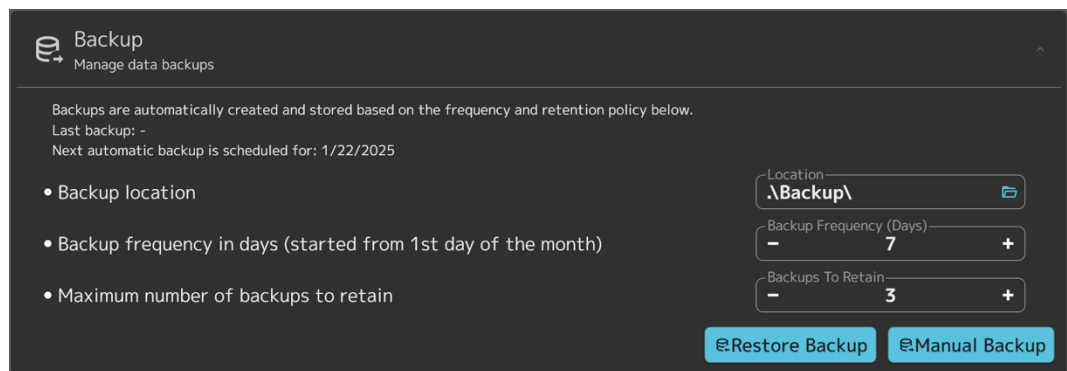 Backup
Manage data backups
Backups are automatically created and stored based on the frequency and retention policy below.
Last backup: -
Next automatic backup is scheduled for: 1/22/2025
• Backup location
Location
.\Backup\
• Backup frequency in days (started from 1st day of the month)
Backup Frequency (Days)
− 7 +
• Maximum number of backups to retain
Backups To Retain
− 3 +
Restore Backup
Manual Backup